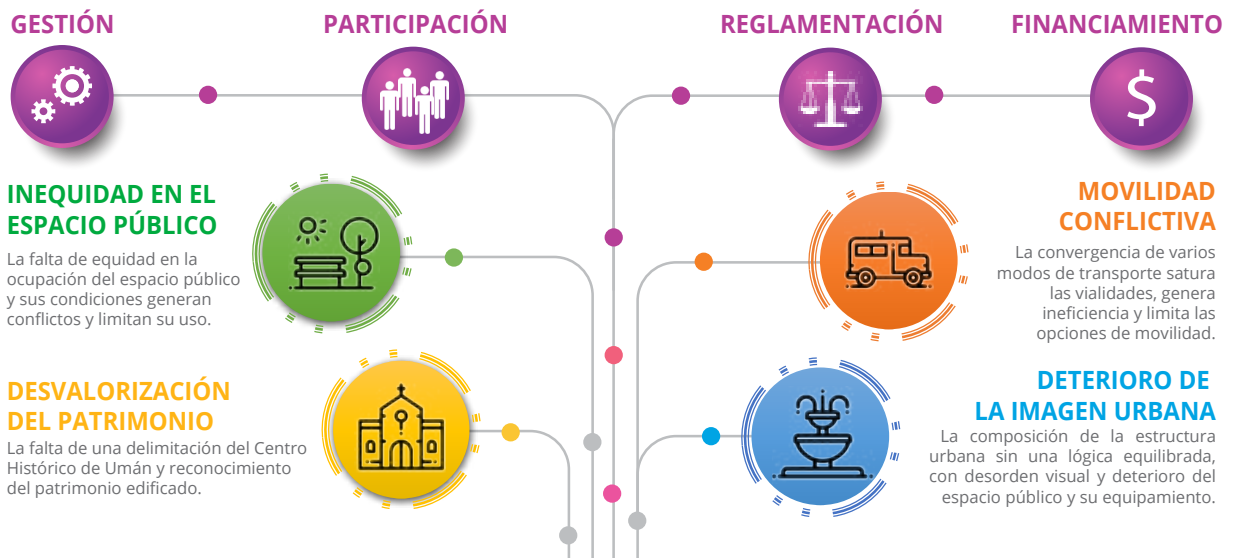 GESTIÓN
PARTICIPACIÓN
REGLAMENTACIÓN
FINANCIAMIENTO
$
INEQUIDAD EN EL
ESPACIO PÚBLICO
La falta de equidad en la
ocupación del espacio público
y sus condiciones generan
conflictos y limitan su uso.
MOVILIDAD
CONFLICTIVA
La convergencia de varios
modos de transporte satura
las vialidades, genera
ineficiencia y limita las
opciones de movilidad.
DESVALORIZACIÓN
DEL PATRIMONIO
La falta de una delimitación del Centro
Histórico de Umán y reconocimiento
del patrimonio edificado.
DETERIORO DE
LA IMAGEN URBANA
La composición de la estructura
urbana sin una lógica equilibrada,
con desorden visual y deterioro del
espacio público y su equipamiento.